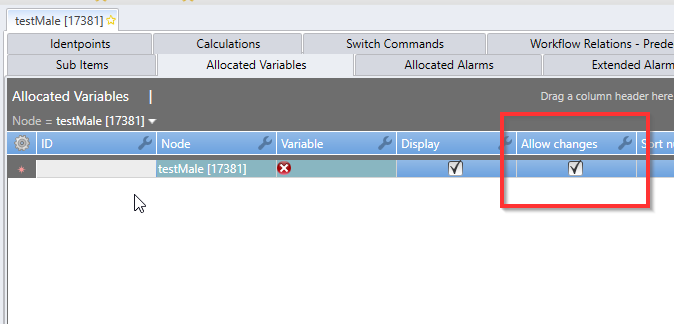 testMale [17381]
Identpoints Calculations Switch Commands Workflow Relations - Prede
Sub Items Allocated Variables Allocated Alarms Extended Alarm
Allocated Variables Drag a column header here
Node = testMale [17381]
ID Node Variable Display Allow changes Sort nu
testMale [17381]